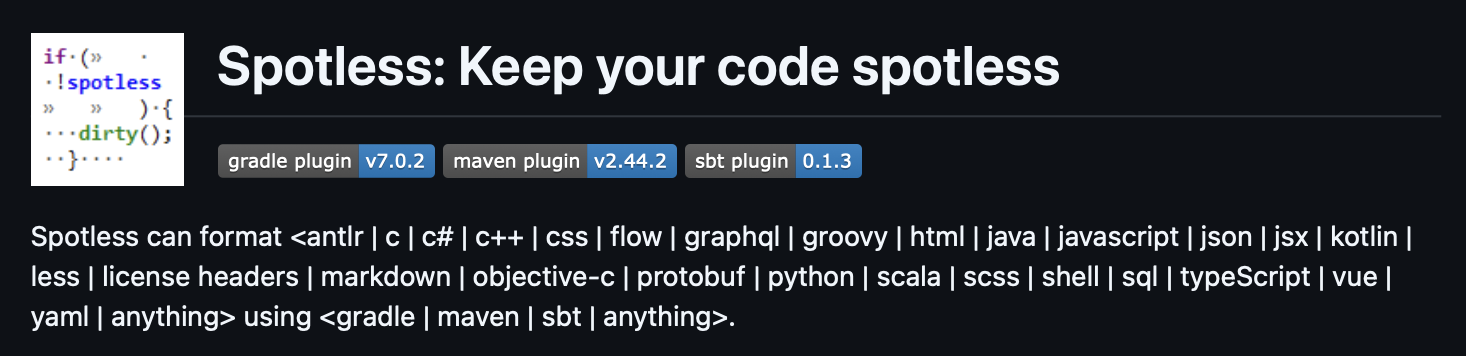 if·(»   ·
·!spotless
»   »   )·{
···dirty();
··}····
Spotless: Keep your code spotless
gradle plugin v7.0.2 maven plugin v2.44.2 sbt plugin 0.1.3
Spotless can format <antlr | c | c# | c++ | css | flow | graphql | groovy | html | java | javascript | json | jsx | kotlin |
less | license headers | markdown | objective-c | protobuf | python | scala | scss | shell | sql | typeScript | vue |
yaml | anything> using <gradle | maven | sbt | anything>.